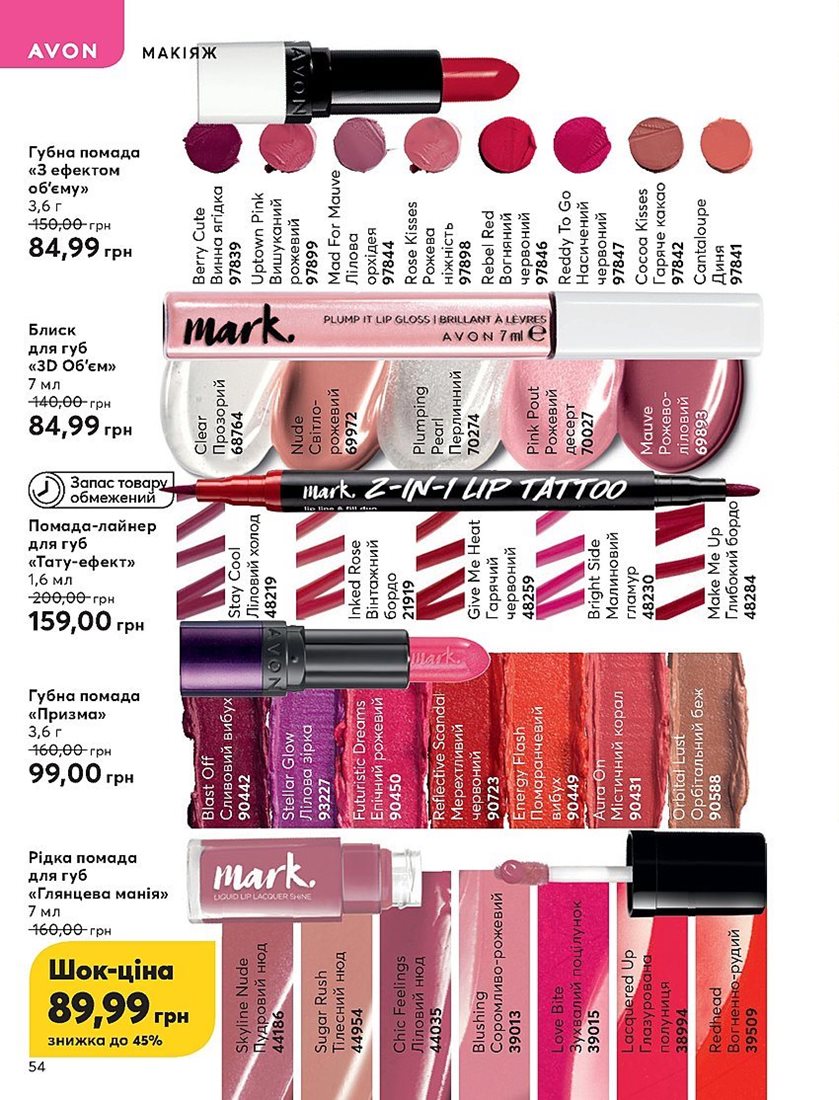 AVON
МАКІЯЖ
AVON
Губна помада
«З ефектом
об'єму»
3,6 г
150,00 грн
84,99 грн
Berry Cute
Винна ягідка
97839
Uptown Pink
Вишуканий
рожевий
97899
Mad For Mauve
Лілова
орхідея
97844
Rose Kisses
Рожева
ніжність
97898
Rebel Red
Вогняний
червоний
97846
Reddy To Go
Насичений
червоний
97847
Cocoa Kisses
Гаряче какао
97842
Cantaloupe
Диня
97841
Блиск
для губ
«3D Об'єм»
7 мл
140,00 грн
84,99 грн
mark.
PLUMP IT LIP GLOSS | BRILLANT À LÈVRES
AVON 7 ml ℮
Clear
Прозорий
68764
Nude
Світло-
рожевий
69972
Plumping
Pearl
Перлинний
70274
Pink Pout
Рожевий
десерт
70027
Mauve
Рожево-
ліловий
69893
Запас товару
обмежений
mark. 2-IN-1 LIP TATTOO
lip line & fill duo
Помада-лайнер
для губ
«Тату-ефект»
1,6 мл
200,00 грн
159,00 грн
Stay Cool
Ліловий холод
48219
Inked Rose
Вінтажний
бордо
21919
Give Me Heat
Гарячий
червоний
48259
Bright Side
Малиновий
гламур
48230
Make Me Up
Глибокий бордо
48284
AVON
mark.
Губна помада
«Призма»
3,6 г
160,00 грн
99,00 грн
Blast Off
Сливовий вибух
90442
Stellar Glow
Лілова зірка
93227
Futuristic Dreams
Епічний рожевий
90450
Reflective Scandal
Мерехтливий
червоний
90723
Energy Flash
Помаранчевий
вибух
90449
Aura On
Містичний корал
90431
Orbital Lust
Орбітальний беж
90588
Рідка помада
для губ
«Глянцева манія»
7 мл
160,00 грн
Шок-ціна
89,99 грн
знижка до 45%
mark.
LIQUID LIP LACQUER SHINE
Skyline Nude
Пудровий нюд
44186
Sugar Rush
Тілесний нюд
44954
Chic Feelings
Ліловий нюд
44035
Blushing
Соромливо-рожевий
39013
Love Bite
Зухвалий поцілунок
39015
Lacquered Up
Глазурована
полуниця
38994
Redhead
Вогненно-рудий
39509
54